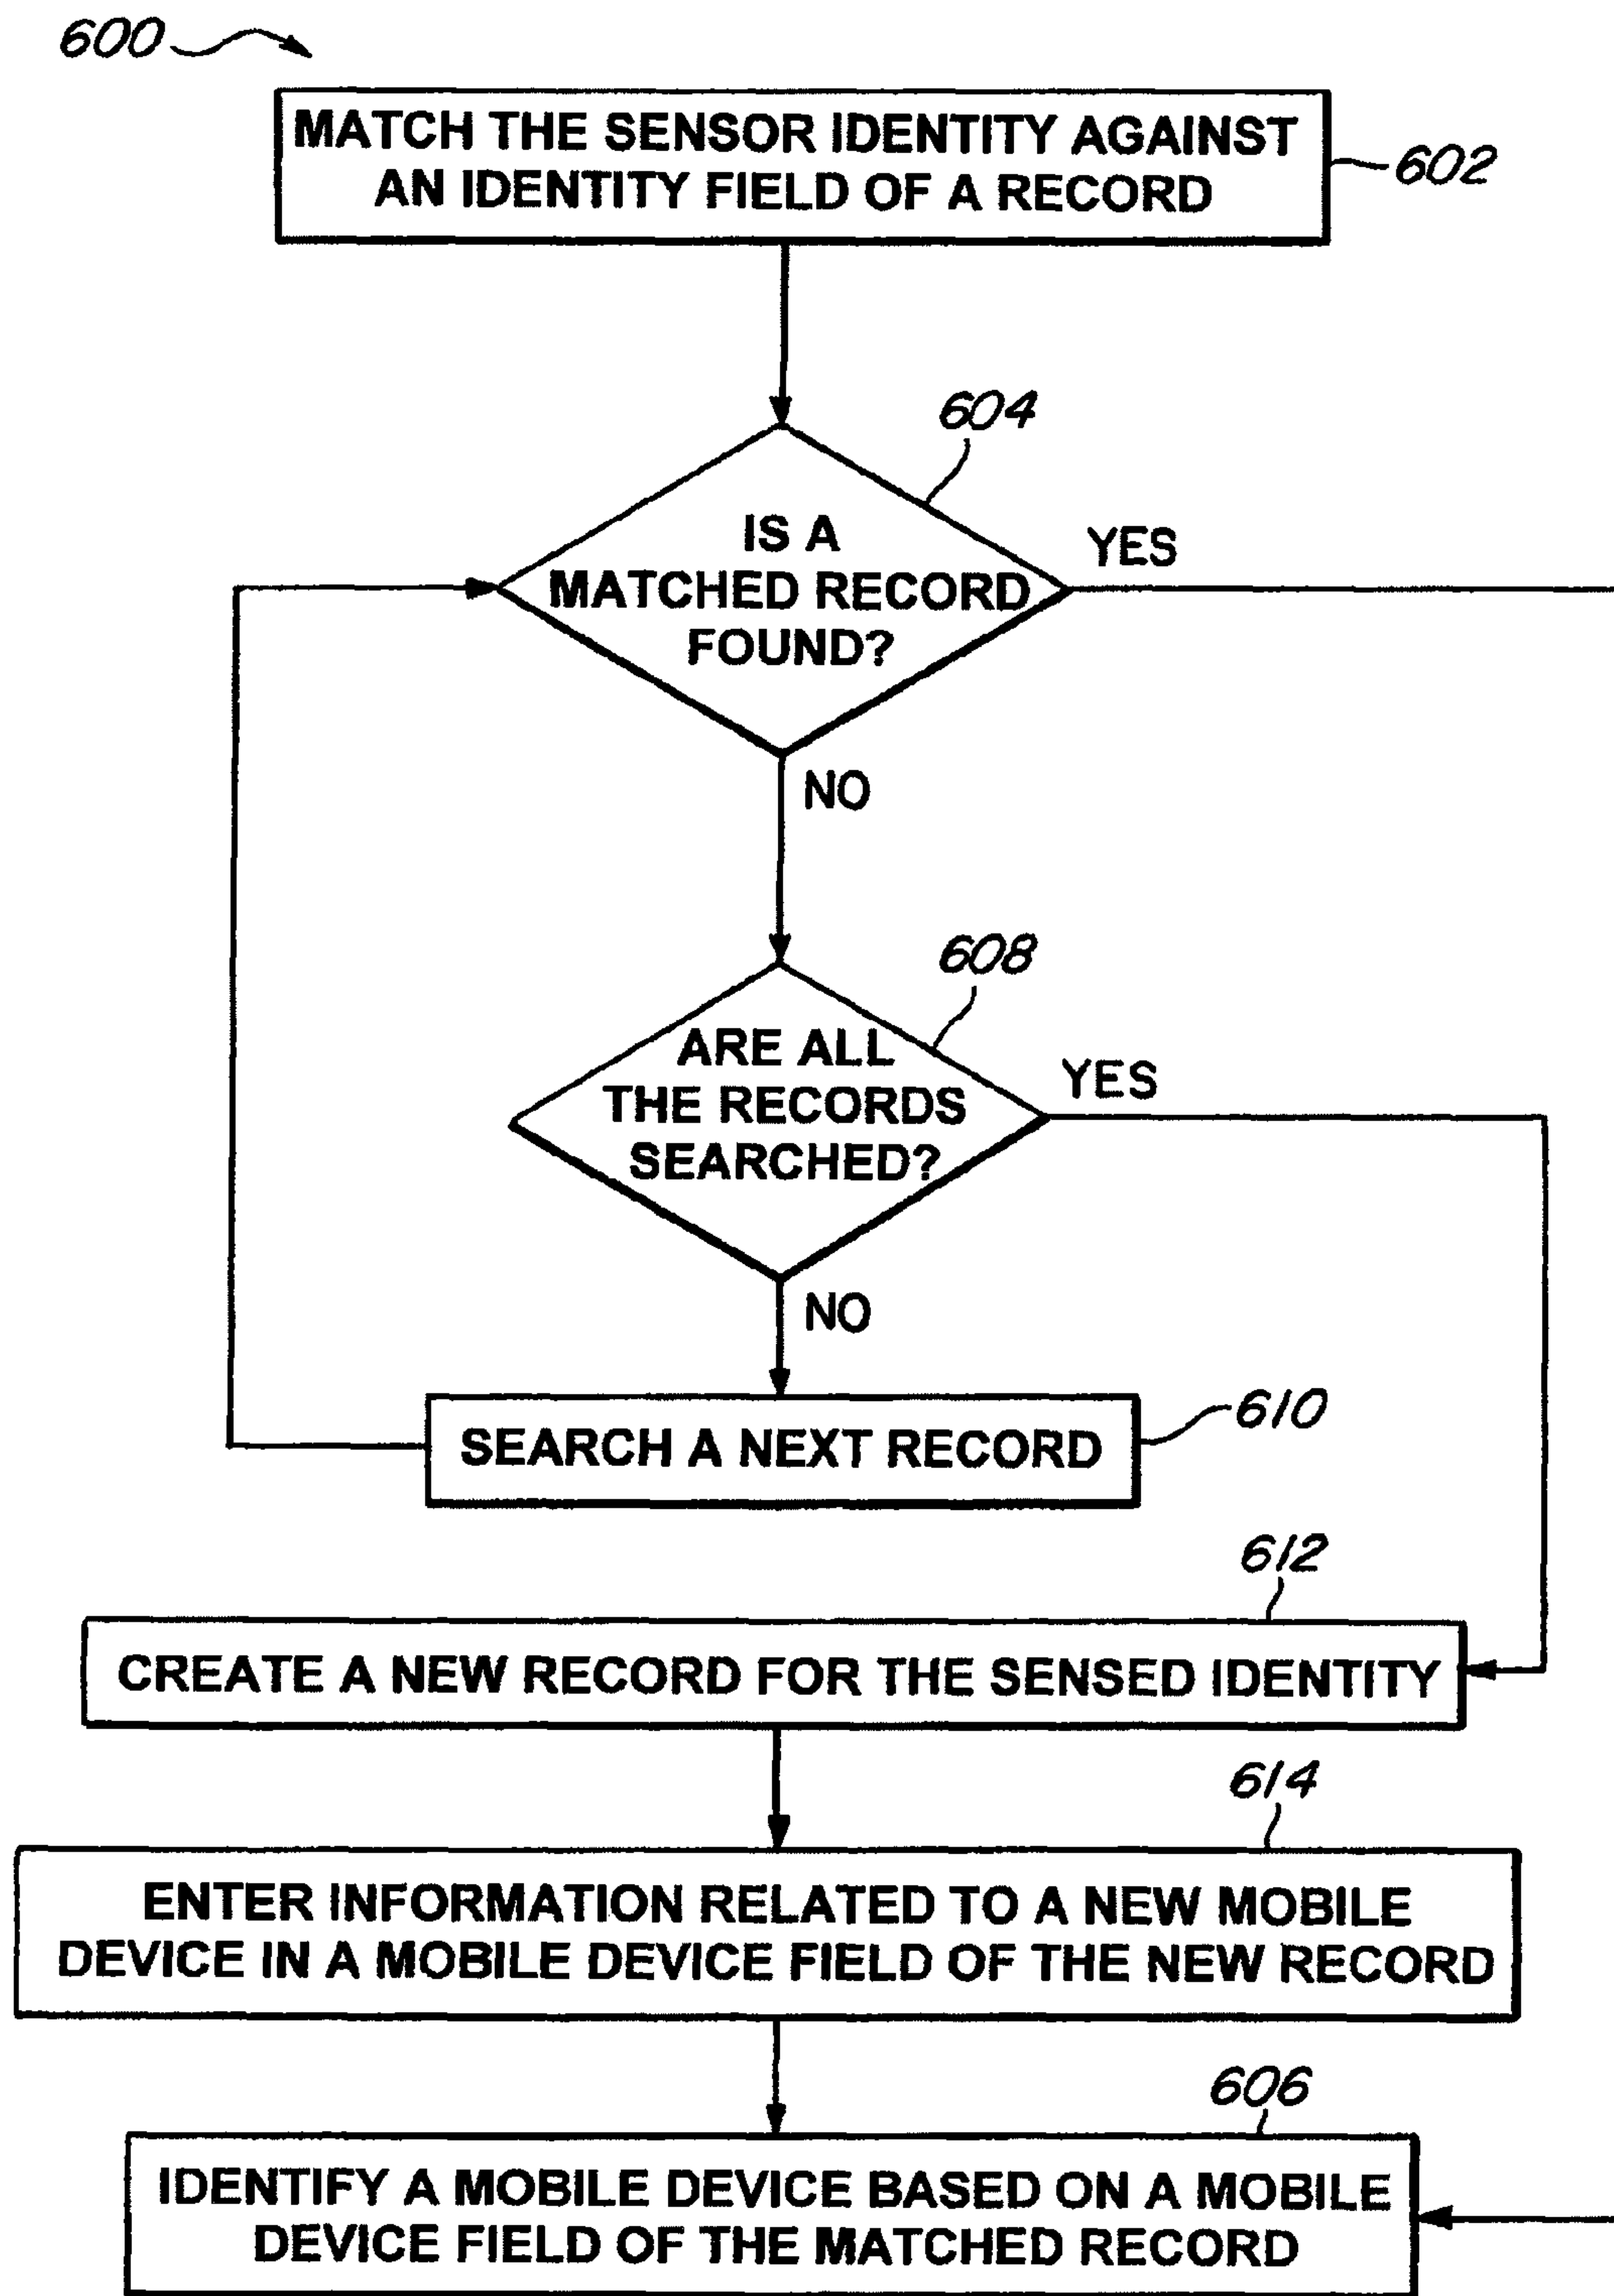 600
MATCH THE SENSOR IDENTITY AGAINST
AN IDENTITY FIELD OF A RECORD
602
604
IS A
MATCHED RECORD
FOUND?
YES
NO
608
ARE ALL
THE RECORDS
SEARCHED?
YES
NO
SEARCH A NEXT RECORD
610
612
CREATE A NEW RECORD FOR THE SENSED IDENTITY
614
ENTER INFORMATION RELATED TO A NEW MOBILE
DEVICE IN A MOBILE DEVICE FIELD OF THE NEW RECORD
606
IDENTIFY A MOBILE DEVICE BASED ON A MOBILE
DEVICE FIELD OF THE MATCHED RECORD